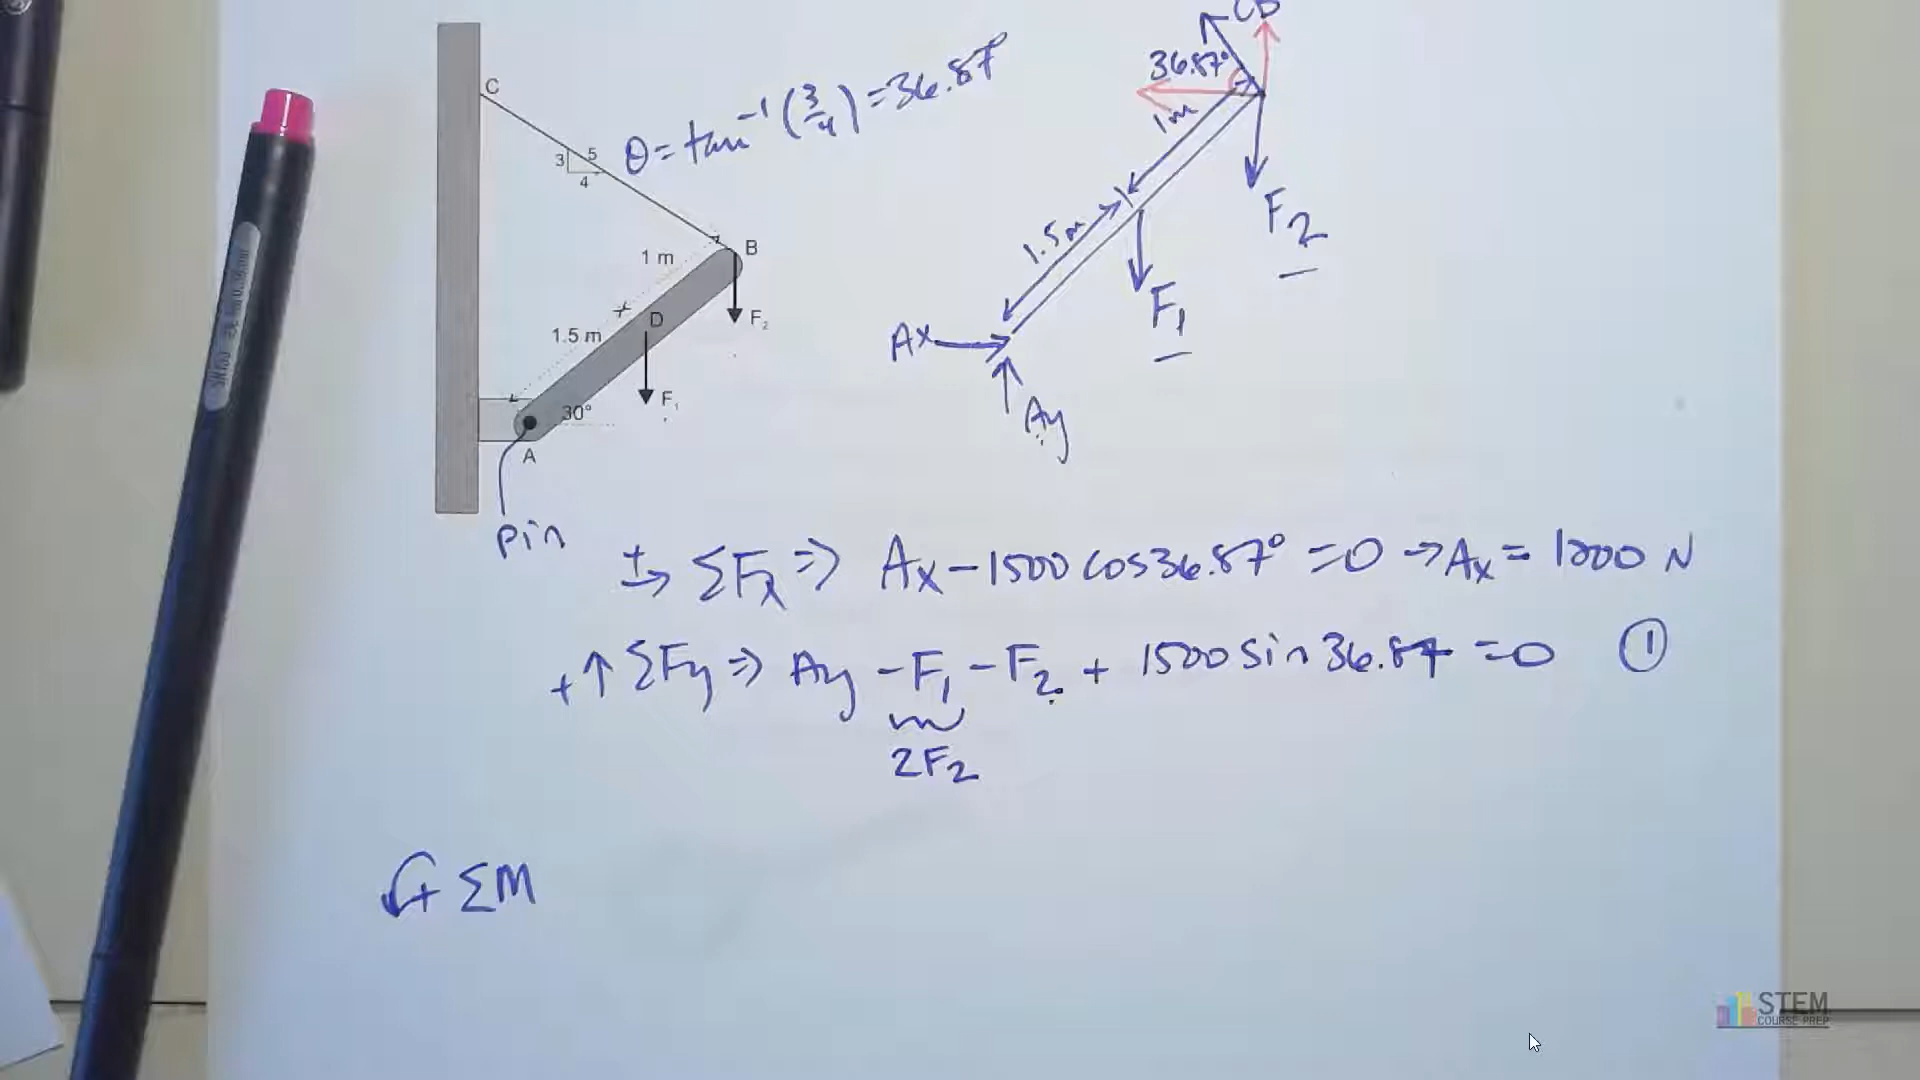 C
3
5
4
θ = tan⁻¹(3/4) = 36.87
36.87°
1m
1.5m
F2
F1
Ax
Ay
1 m
B
1.5 m
D
F2
F1
30°
A
pin
+→ ΣFx ⇒ Ax - 1500 cos 36.87° = 0 → Ax = 1200 N
+↑ ΣFy ⇒ Ay - F1 - F2 + 1500 sin 36.87 = 0 ①
2F2
+ ΣM
STEM
COURSE PREP